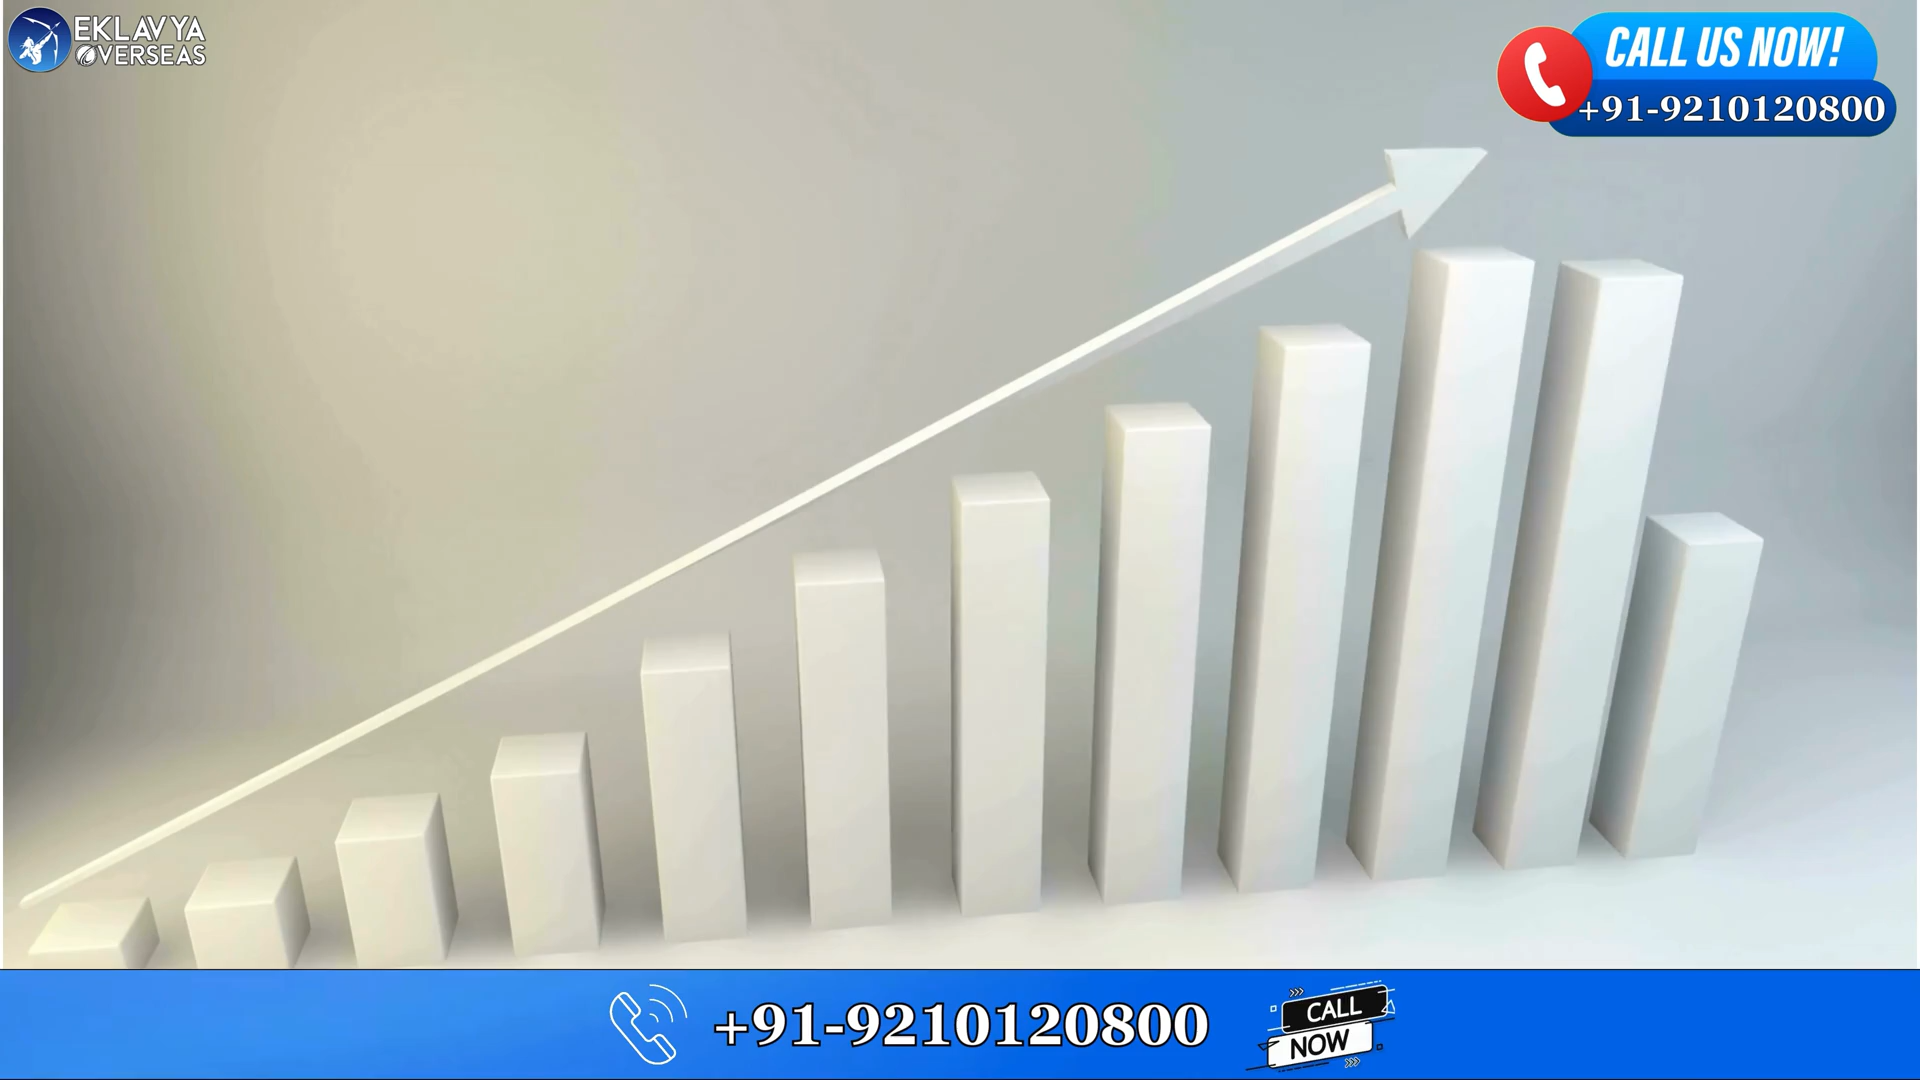 EKLAVYA
OVERSEAS
CALL US NOW!
+91-9210120800
+91-9210120800
CALL
NOW